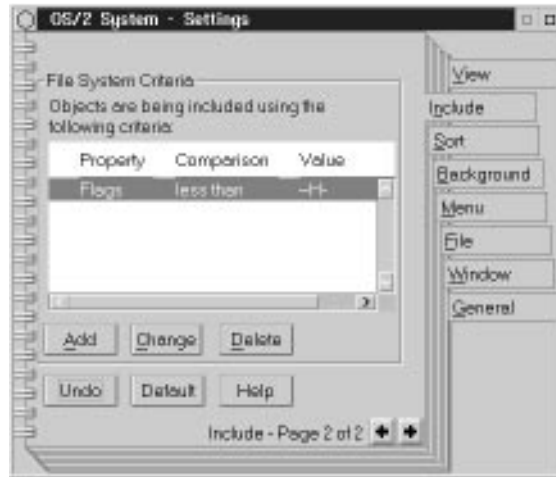 OS/2 System - Settings
File System Criteria
Objects are being included using the
following criteria:
Property Comparison Value
Flags less than -H-
Add Change Delete
Undo Default Help
Include - Page 2 of 2
View
Include
Sort
Background
Menu
File
Window
General